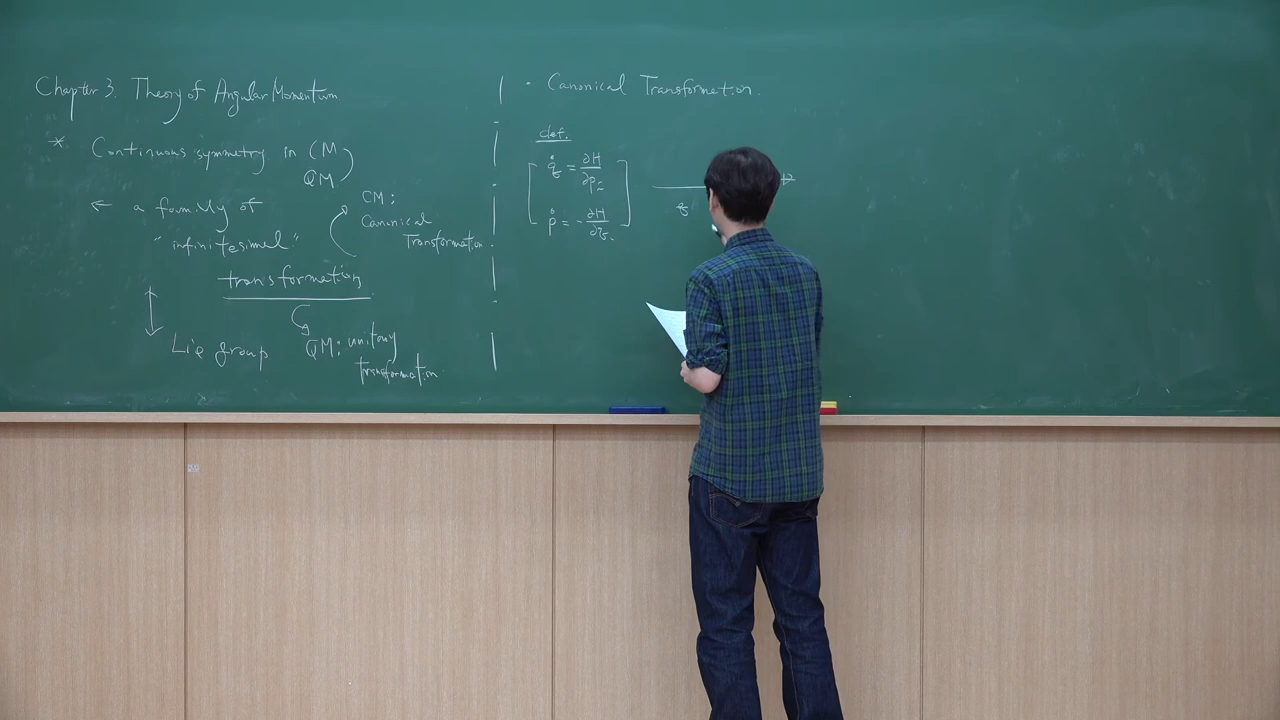 Chapter 3. Theory of Angular Momentum
* Continuous symmetry in CM
QM
← a family of
"infinitesimal"
transformation
↕ Lie group
CM:
Canonical
Transformation.
QM: unitary
transformation.
· Canonical Transformation.
def.
q̇ = ∂H/∂p
ṗ = - ∂H/∂q.
q